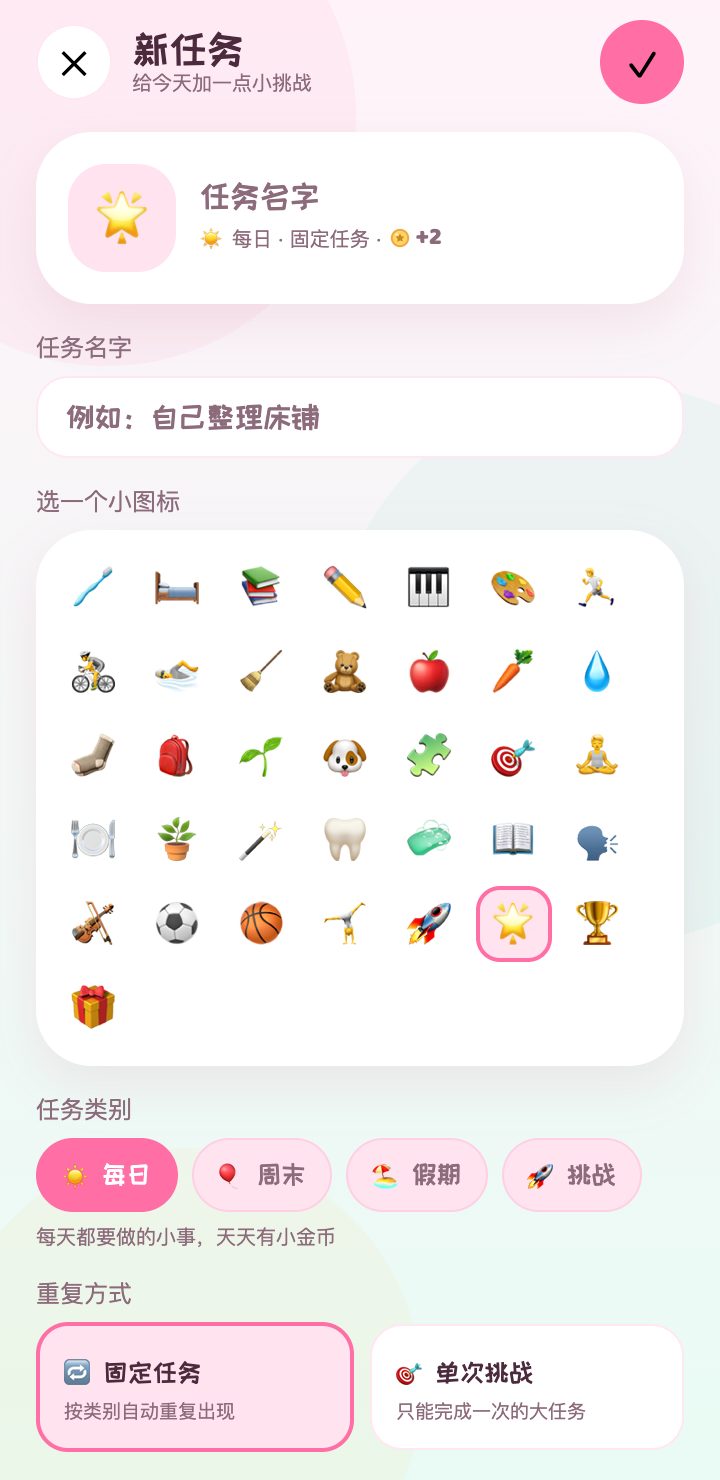 新任务
给今天加一点小挑战
任务名字
每日 · 固定任务 · +2
任务名字
例如：自己整理床铺
选一个小图标
任务类别
每日 周末 假期 挑战
每天都要做的小事，天天有小金币
重复方式
固定任务 单次挑战
按类别自动重复出现 只能完成一次的大任务